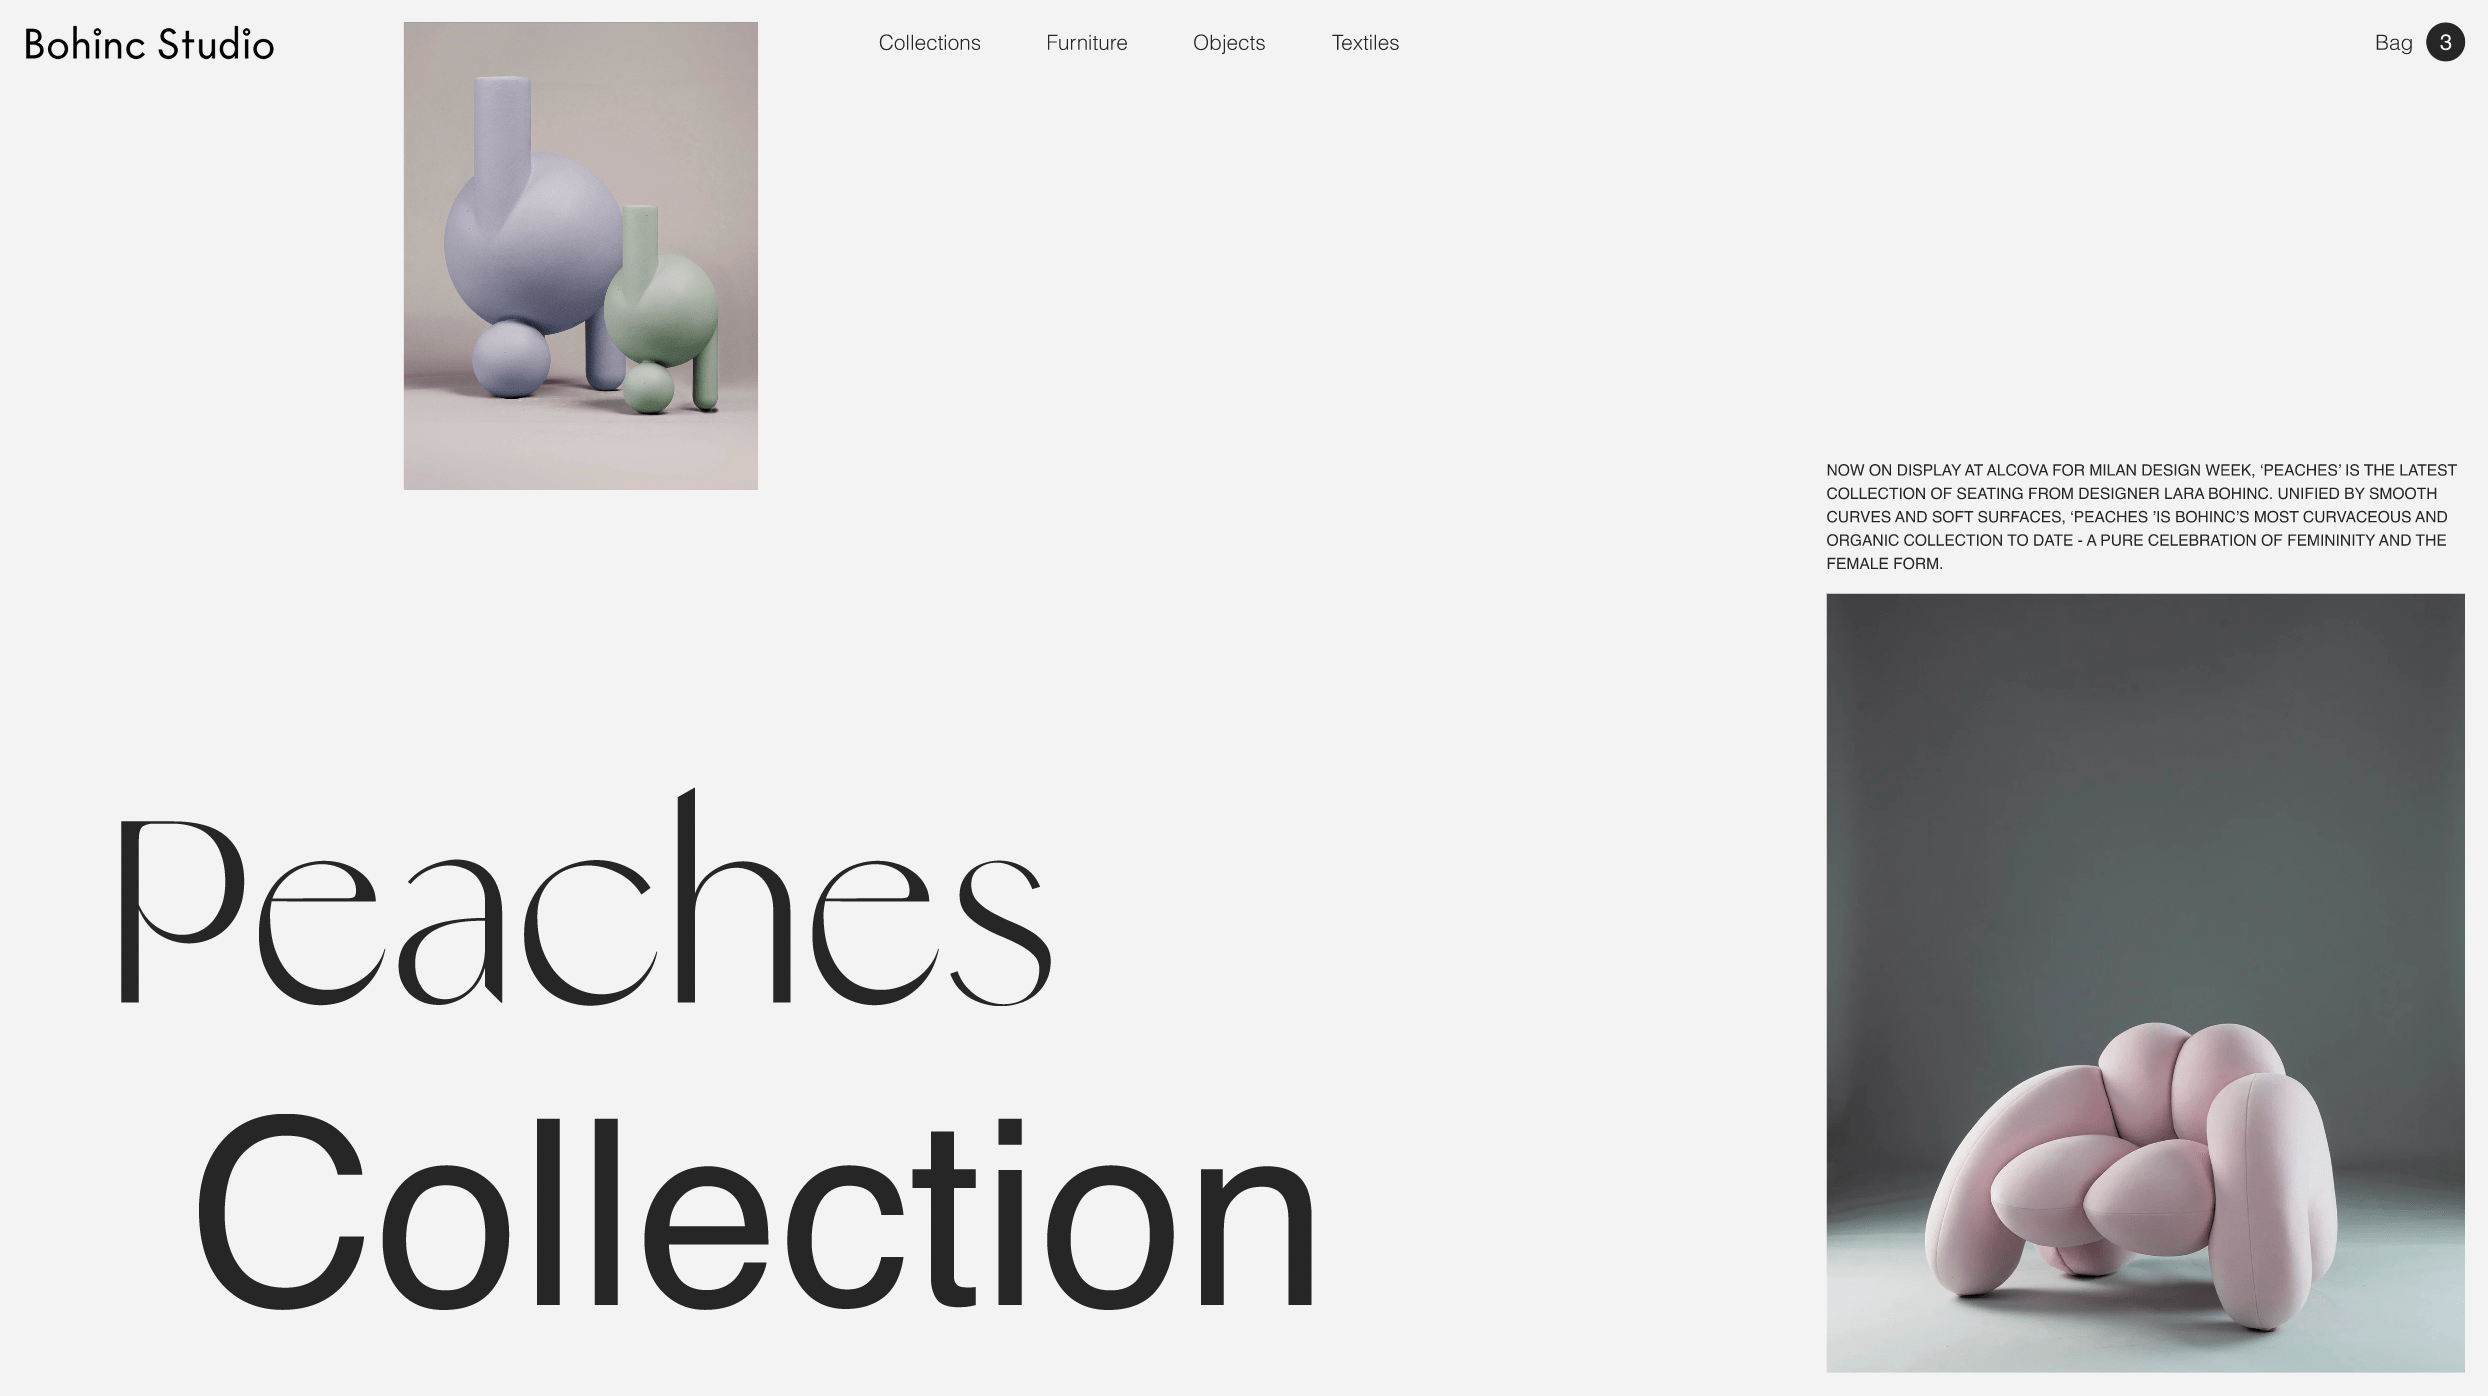 Bohinc Studio
Collections
Furniture
Objects
Textiles
Bag 3
NOW ON DISPLAY AT ALCOVA FOR MILAN DESIGN WEEK, ‘PEACHES’ IS THE LATEST
COLLECTION OF SEATING FROM DESIGNER LARA BOHINC. UNIFIED BY SMOOTH
CURVES AND SOFT SURFACES, ‘PEACHES ’IS BOHINC’S MOST CURVACEOUS AND
ORGANIC COLLECTION TO DATE - A PURE CELEBRATION OF FEMININITY AND THE
FEMALE FORM.
Peaches
Collection